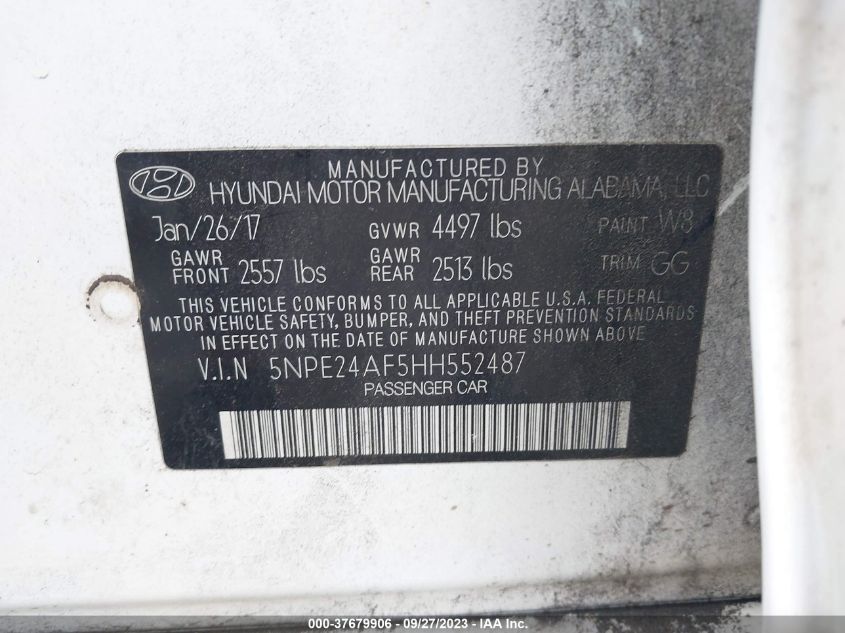 MANUFACTURED BY
HYUNDAI MOTOR MANUFACTURING ALABAMA, LLC
Jan/26/17 GVWR 4497 lbs PAINT W8
GAWR FRONT 2557 lbs GAWR REAR 2513 lbs TRIM GG
THIS VEHICLE CONFORMS TO ALL APPLICABLE U.S.A. FEDERAL
MOTOR VEHICLE SAFETY, BUMPER, AND THEFT PREVENTION STANDARDS
IN EFFECT ON THE DATE OF MANUFACTURE SHOWN ABOVE
V.I.N 5NPE24AF5HH552487
PASSENGER CAR
000-37679906 - 09/27/2023 - IAA Inc.